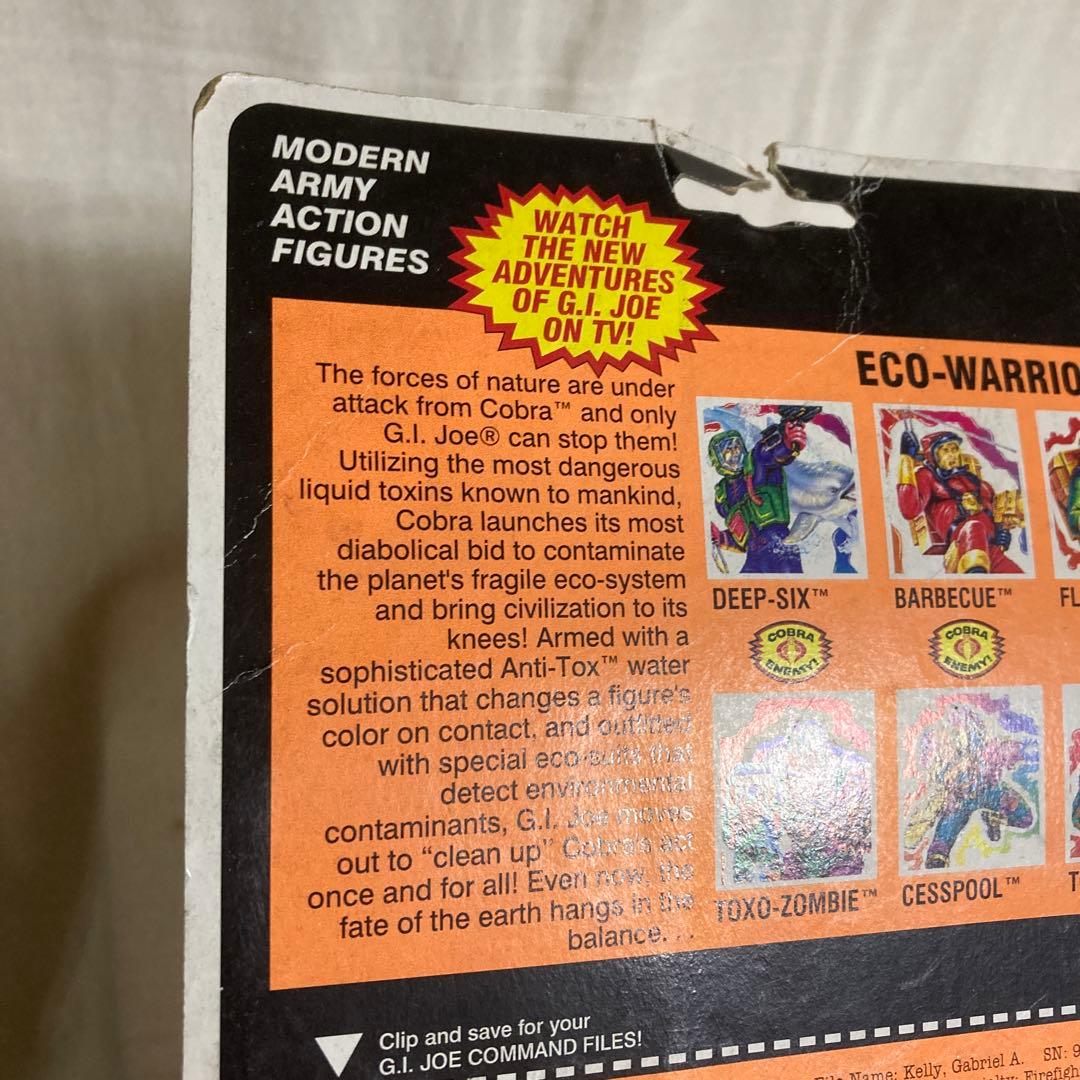 MODERN
ARMY
ACTION
FIGURES
WATCH
THE NEW
ADVENTURES
OF G.I. JOE
ON TV!
The forces of nature are under
attack from Cobra™ and only
G.I. Joe® can stop them!
Utilizing the most dangerous
liquid toxins known to mankind,
Cobra launches its most
diabolical bid to contaminate
the planet's fragile eco-system
and bring civilization to its
knees! Armed with a
sophisticated Anti-Tox™ water
solution that changes a figure's
color on contact, and outfitted
with special eco-suits that
detect environmental
contaminants, G.I. Joe moves
out to “clean up” Cobra's act
once and for all! Even now, the
fate of the earth hangs in the
balance. . .
ECO-WARRIO
DEEP-SIX™
BARBECUE™
FL
COBRA
ENEMY!
COBRA
ENEMY!
TOXO-ZOMBIE™
CESSPOOL™
T
Clip and save for your
G.I. JOE COMMAND FILES!
File Name: Kelly, Gabriel A. SN: 9